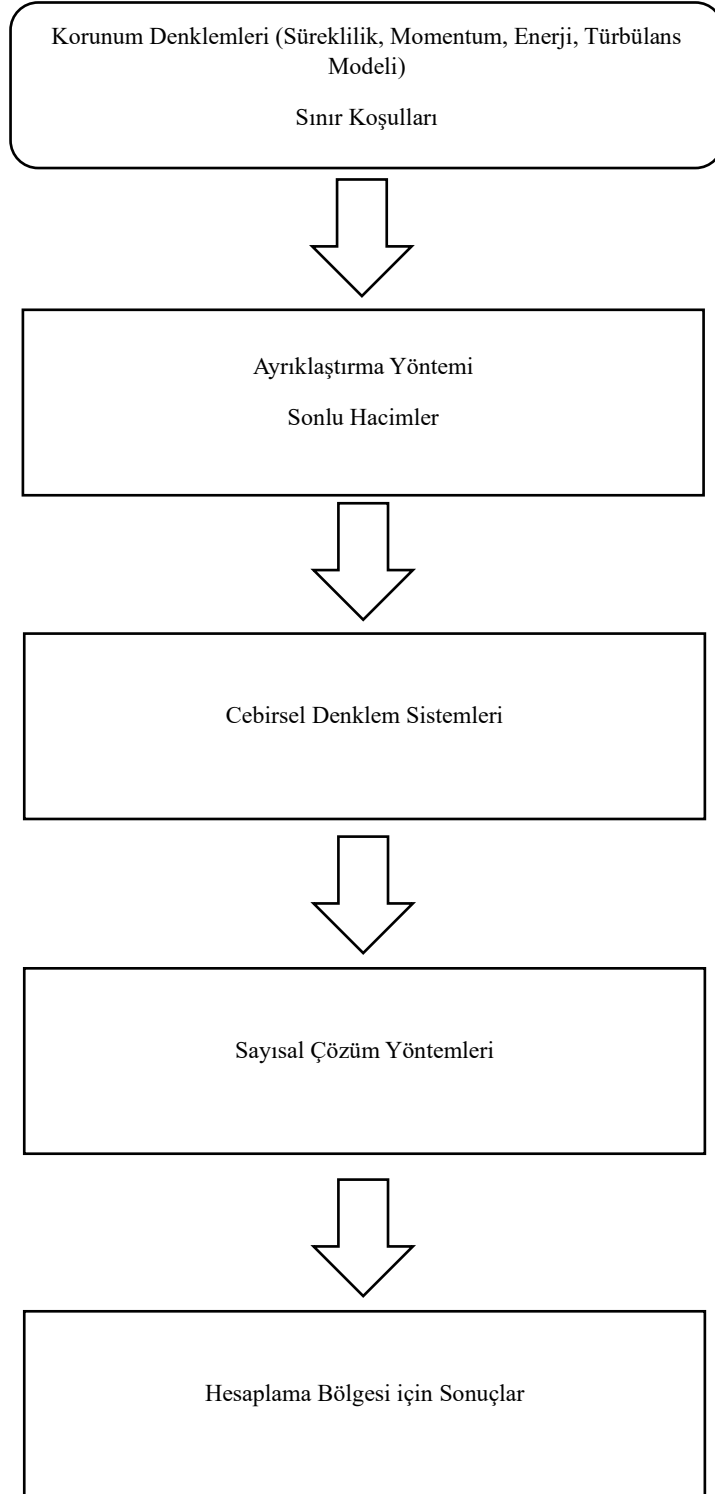 Korunum Denklemleri (Süreklilik, Momentum, Enerji, Türbülans
Modeli)
Sınır Koşulları
Ayrıklaştırma Yöntemi
Sonlu Hacimler
Cebirsel Denklem Sistemleri
Sayısal Çözüm Yöntemleri
Hesaplama Bölgesi için Sonuçlar